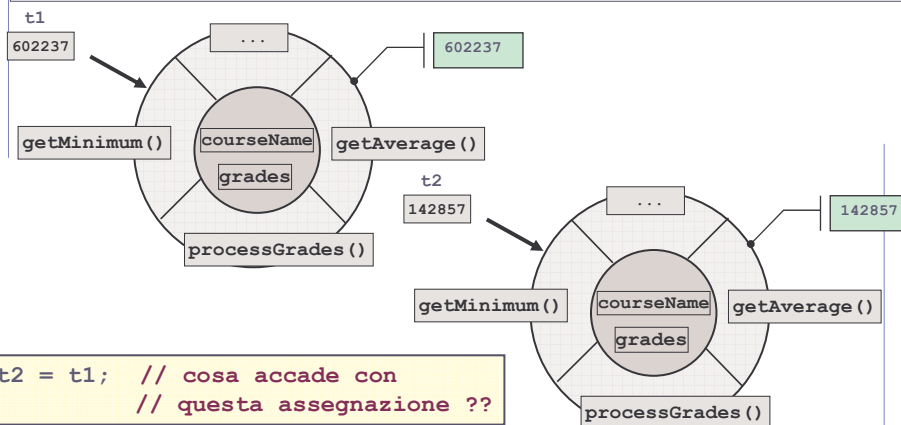 t1
602237
...
602237
getMinimum()
courseName
getAverage()
grades
processGrades()
t2
142857
...
142857
getMinimum()
courseName
getAverage()
grades
processGrades()
t2 = t1; // cosa accade con
// questa assegnazione ??